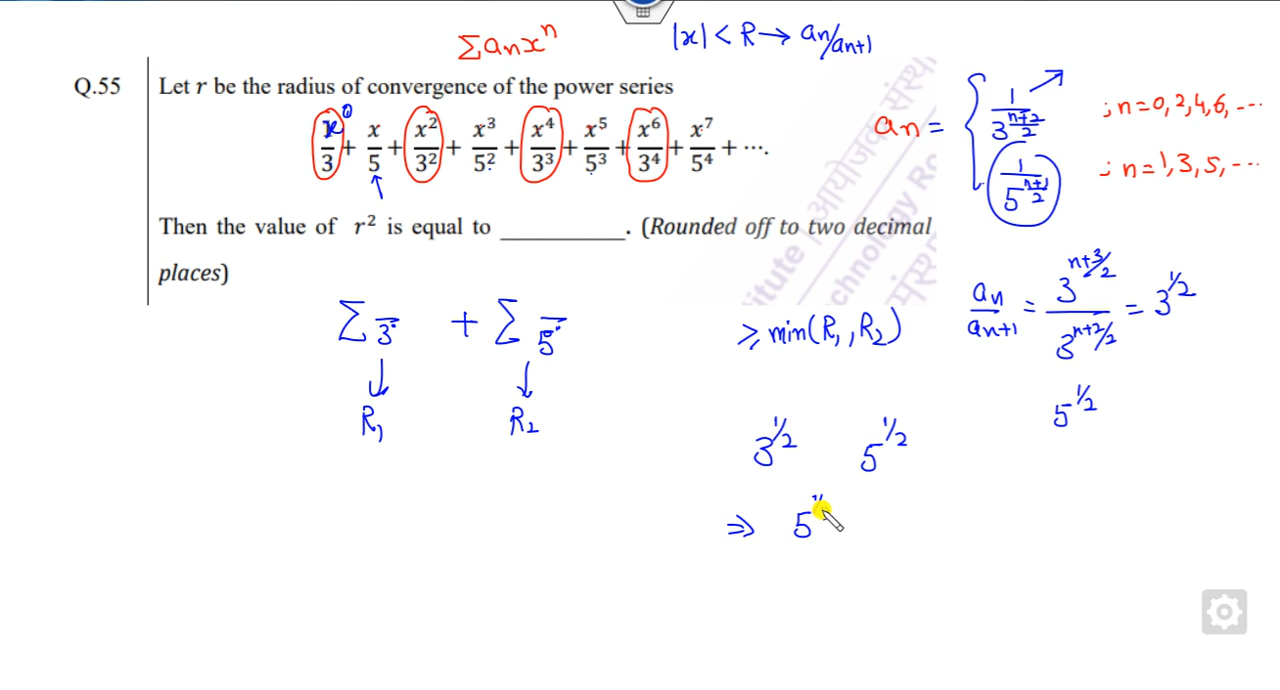 Σanxⁿ |x| < R → an/an+1
Q.55 Let r be the radius of convergence of the power series
x⁰/3 + x/5 + x²/3² + x³/5² + x⁴/3³ + x⁵/5³ + x⁶/3⁴ + x⁷/5⁴ + ⋯.
an = { 1/3^(n+2/2) ; n=0,2,4,6,---
1/5^(n+1/2) ; n=1,3,5,---
Then the value of r² is equal to __________. (Rounded off to two decimal
places)
an/an+1 = 3^(n+3/2)/3^(n+2/2) = 3^(1/2)
Σ 3 + Σ 5 ≥ min(R₁, R₂)
R₁ R₂
5^(1/2)
3^(1/2) 5^(1/2)
⇒ 5